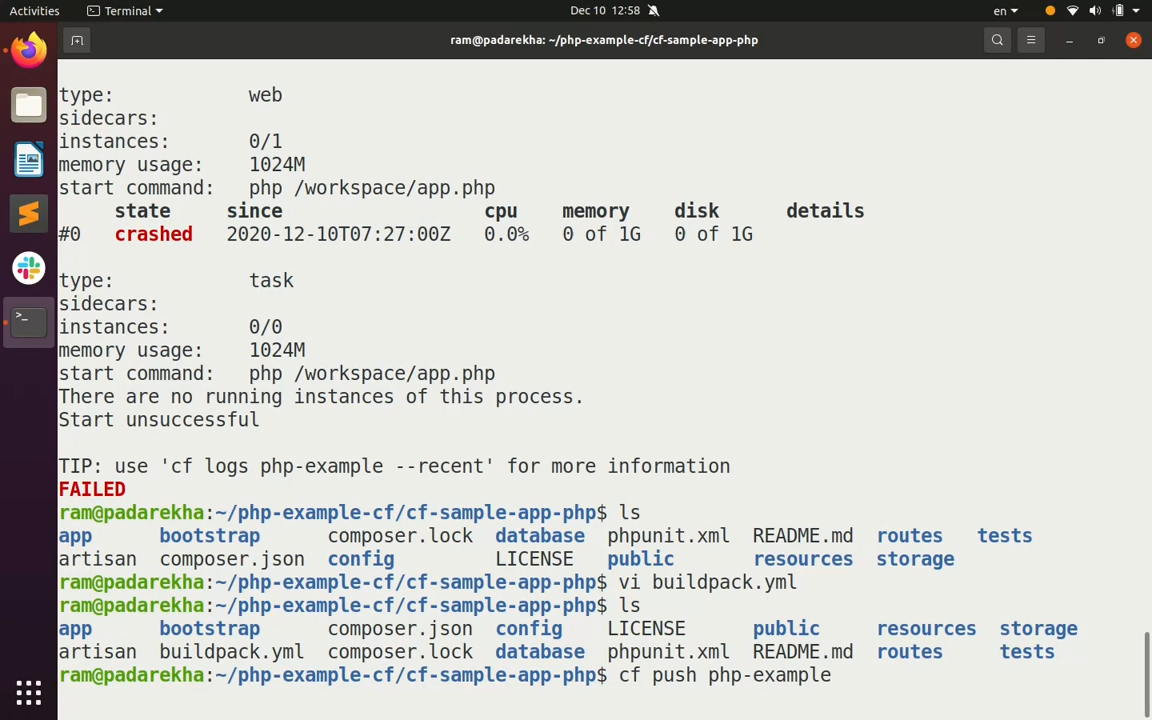 Activities Terminal Dec 10 12:58 en
ram@padarekha: ~/php-example-cf/cf-sample-app-php
type: web
sidecars:
instances: 0/1
memory usage: 1024M
start command: php /workspace/app.php
state since cpu memory disk details
#0 crashed 2020-12-10T07:27:00Z 0.0% 0 of 1G 0 of 1G
type: task
sidecars:
instances: 0/0
memory usage: 1024M
start command: php /workspace/app.php
There are no running instances of this process.
Start unsuccessful
TIP: use 'cf logs php-example --recent' for more information
FAILED
ram@padarekha:~/php-example-cf/cf-sample-app-php$ ls
app bootstrap composer.lock database phpunit.xml README.md routes tests
artisan composer.json config LICENSE public resources storage
ram@padarekha:~/php-example-cf/cf-sample-app-php$ vi buildpack.yml
ram@padarekha:~/php-example-cf/cf-sample-app-php$ ls
app bootstrap composer.json config LICENSE public resources storage
artisan buildpack.yml composer.lock database phpunit.xml README.md routes tests
ram@padarekha:~/php-example-cf/cf-sample-app-php$ cf push php-example